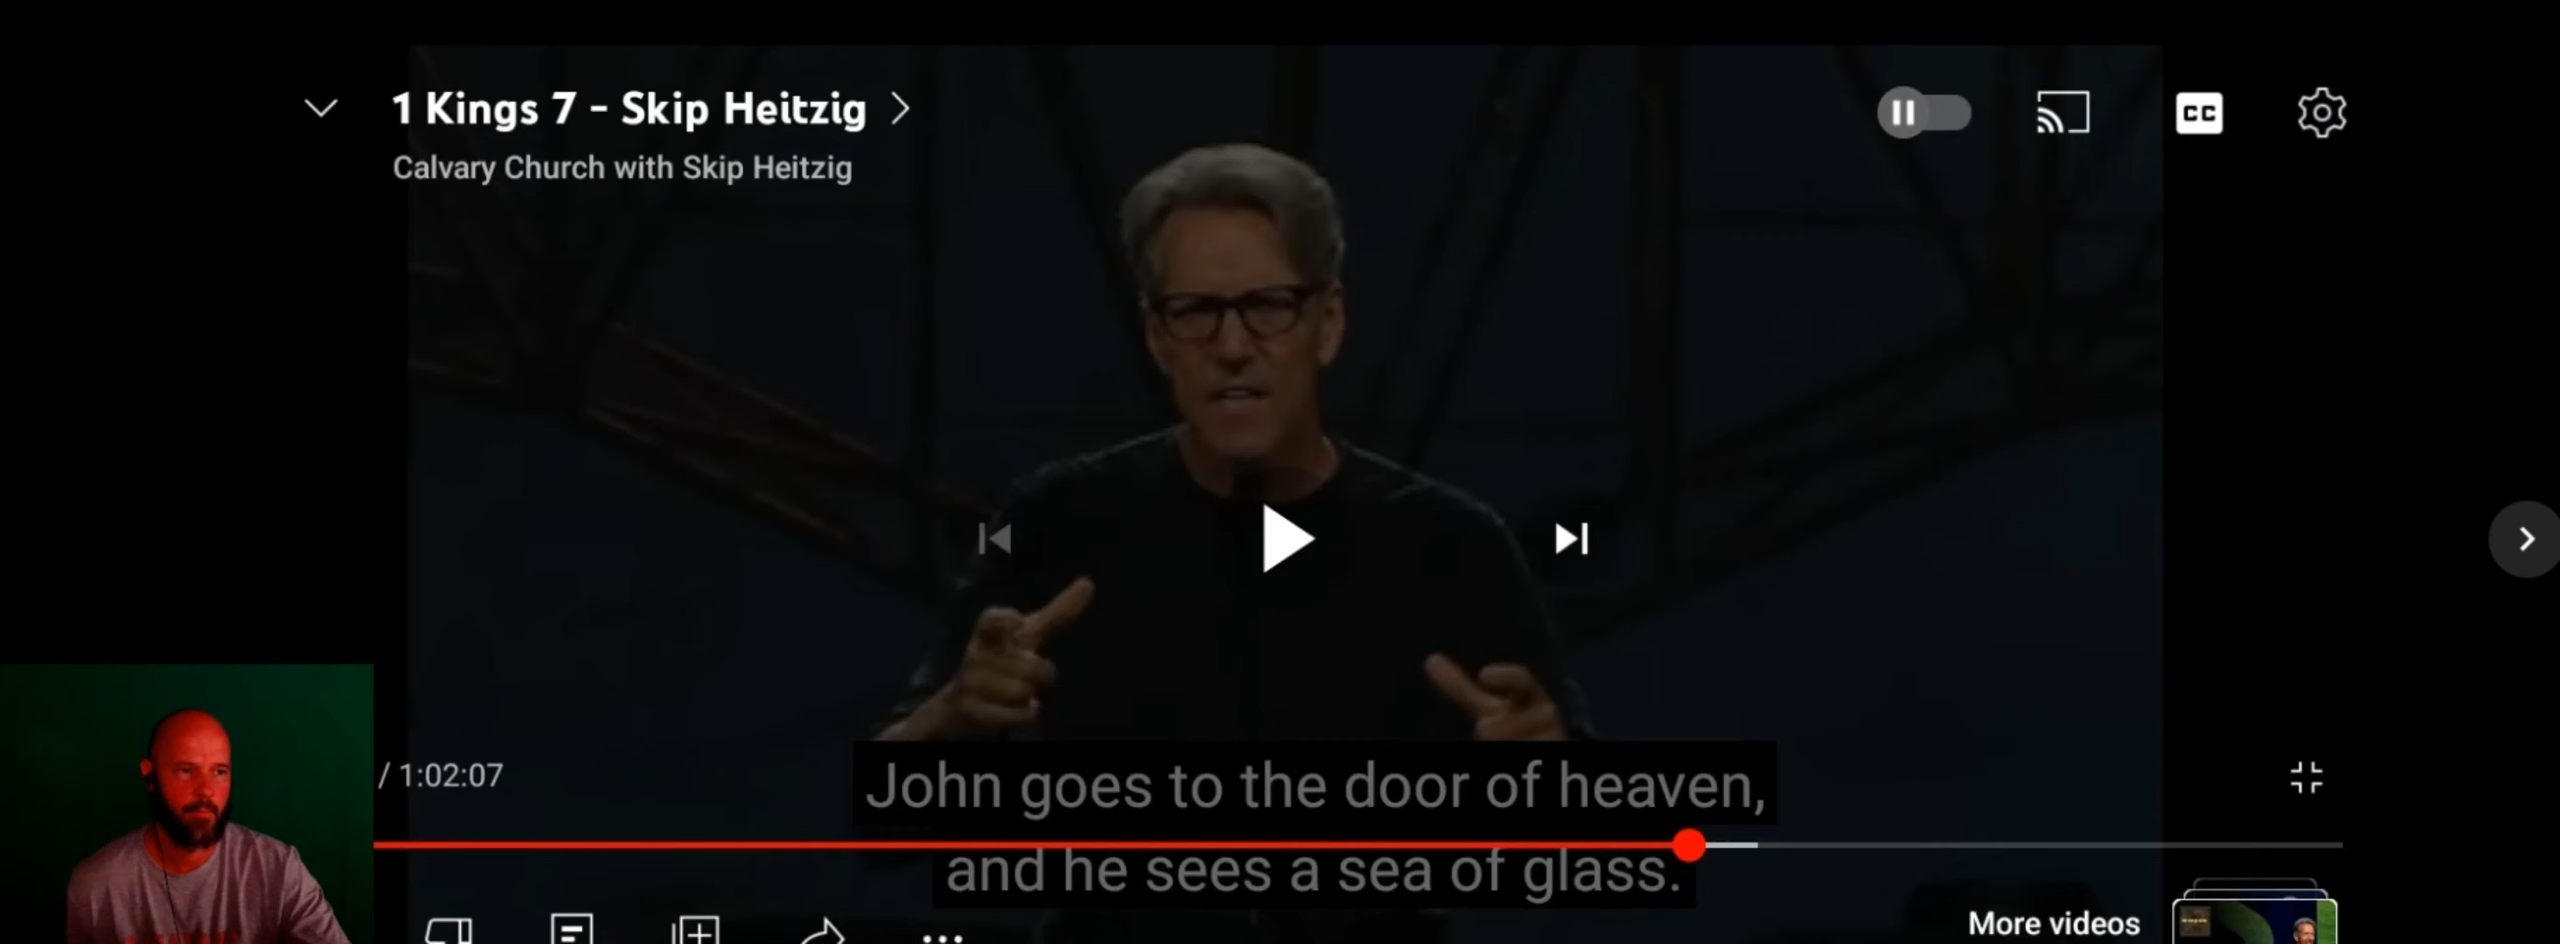 1 Kings 7 - Skip Heitzig
Calvary Church with Skip Heitzig
CC
/ 1:02:07
John goes to the door of heaven,
and he sees a sea of glass.
More videos